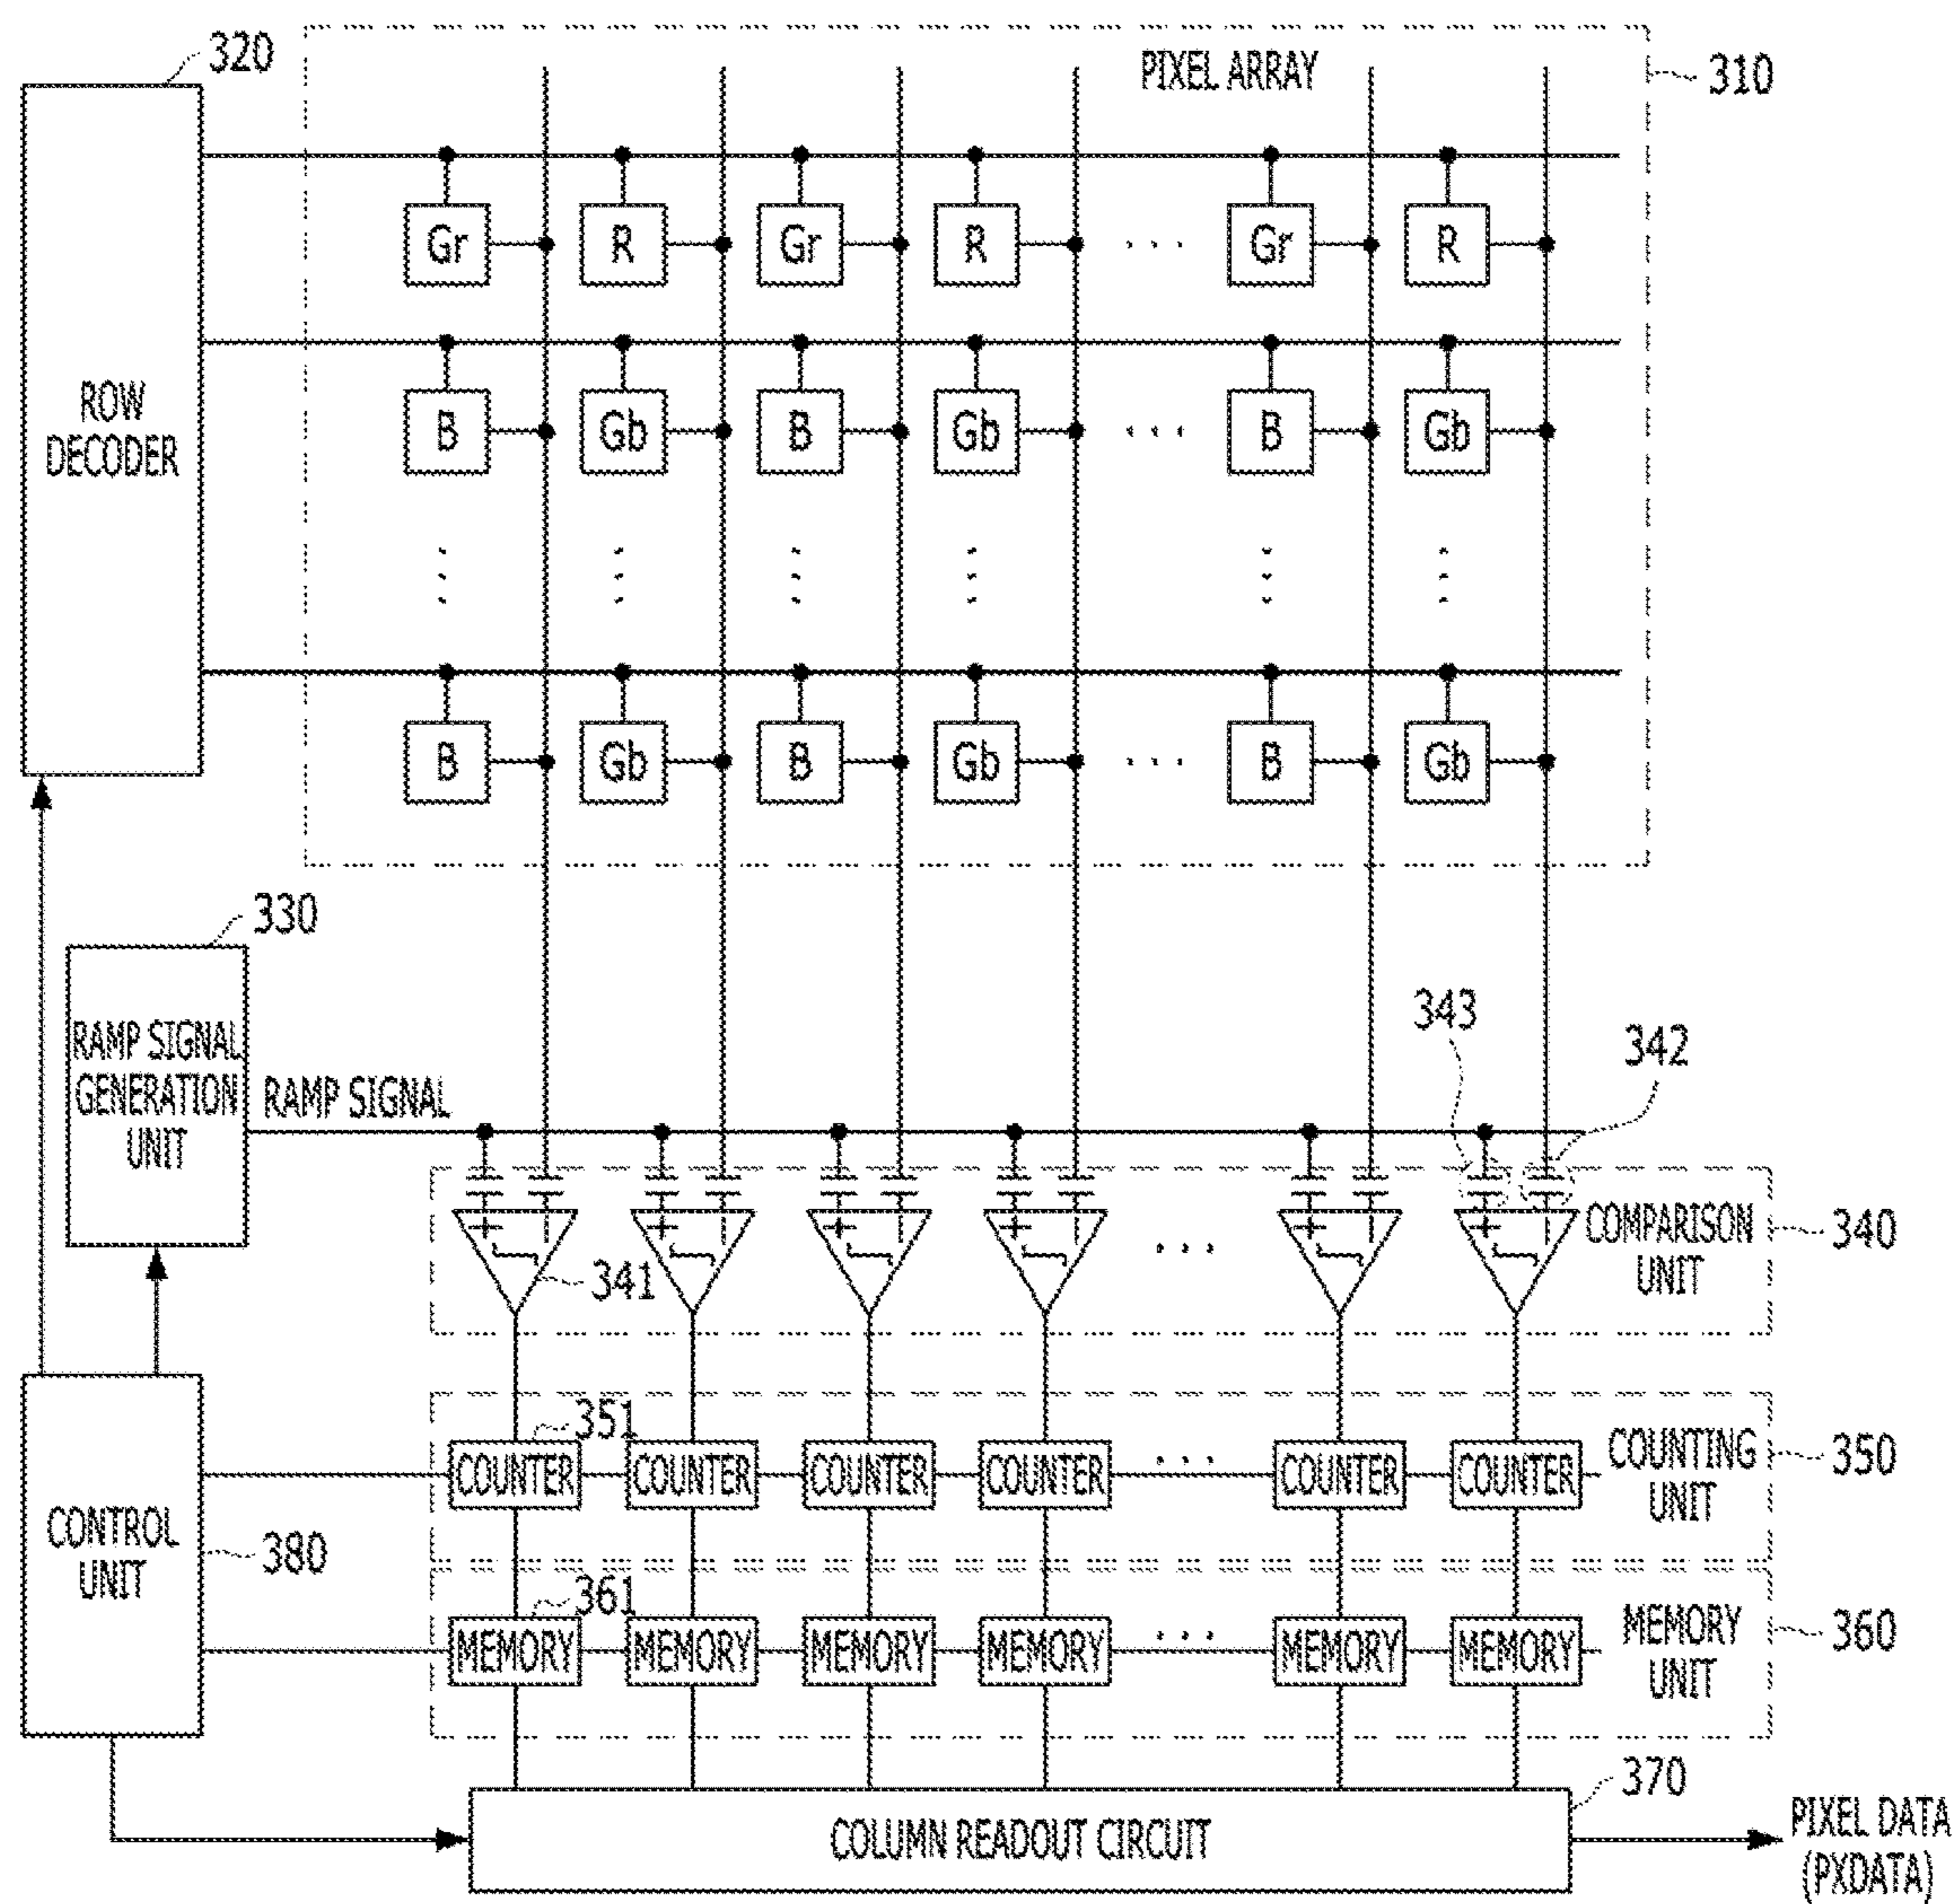 320
PIXEL ARRAY
310
Gr R Gr R ... Gr R
ROW
DECODER
B Gb B Gb ... B Gb
B Gb B Gb ... B Gb
330
RAMP SIGNAL
GENERATION
UNIT
RAMP SIGNAL
343
342
+ - + - + - + - ... + - + -
341
COMPARISON
UNIT
340
351
COUNTER COUNTER COUNTER COUNTER ... COUNTER COUNTER
COUNTING
UNIT
350
CONTROL
UNIT
380
361
MEMORY MEMORY MEMORY MEMORY ... MEMORY MEMORY
MEMORY
UNIT
360
370
COLUMN READOUT CIRCUIT
PIXEL DATA
(PXDATA)